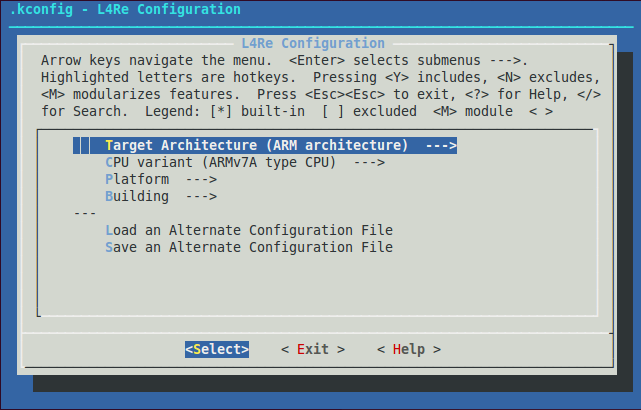 .kconfig - L4Re Configuration
L4Re Configuration
Arrow keys navigate the menu.  <Enter> selects submenus --->.
Highlighted letters are hotkeys.  Pressing <Y> includes, <N> excludes,
<M> modularizes features.  Press <Esc><Esc> to exit, <?> for Help, </>
for Search.  Legend: [*] built-in  [ ] excluded  <M> module  < >
Target Architecture (ARM architecture)  --->
CPU variant (ARMv7A type CPU)  --->
Platform  --->
Building  --->
---
Load an Alternate Configuration File
Save an Alternate Configuration File
<Select>    < Exit >    < Help >